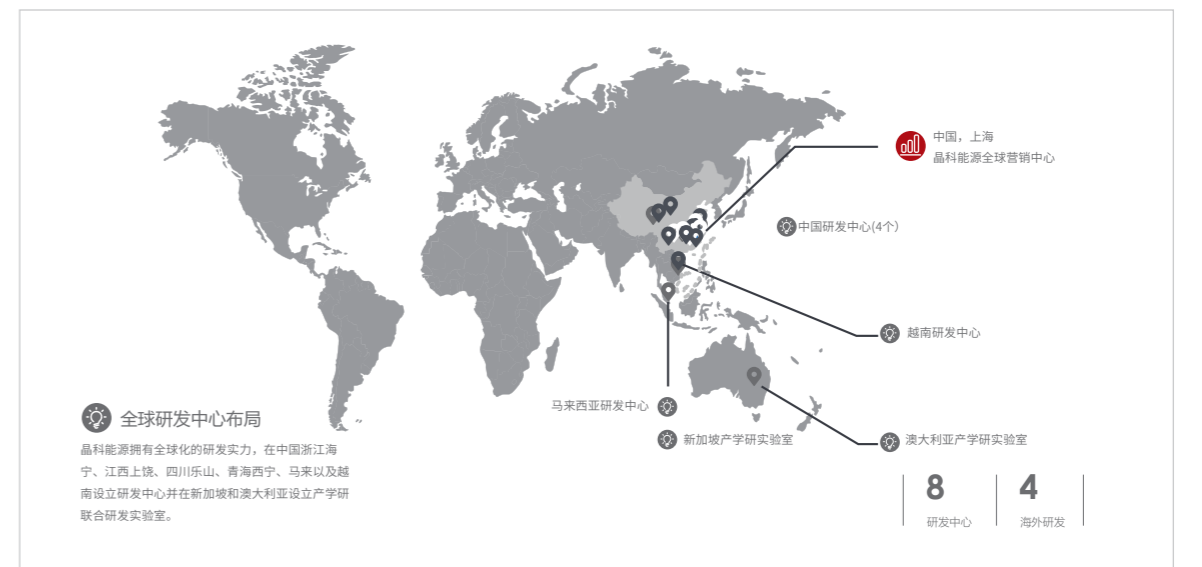 中国，上海
晶科能源全球营销中心
中国研发中心(4个）
越南研发中心
马来西亚研发中心
新加坡产学研实验室
澳大利亚产学研实验室
全球研发中心布局
晶科能源拥有全球化的研发实力，在中国浙江海
宁、江西上饶、四川乐山、青海西宁、马来以及越
南设立研发中心并在新加坡和澳大利亚设立产学研
联合研发实验室。
8
研发中心
4
海外研发